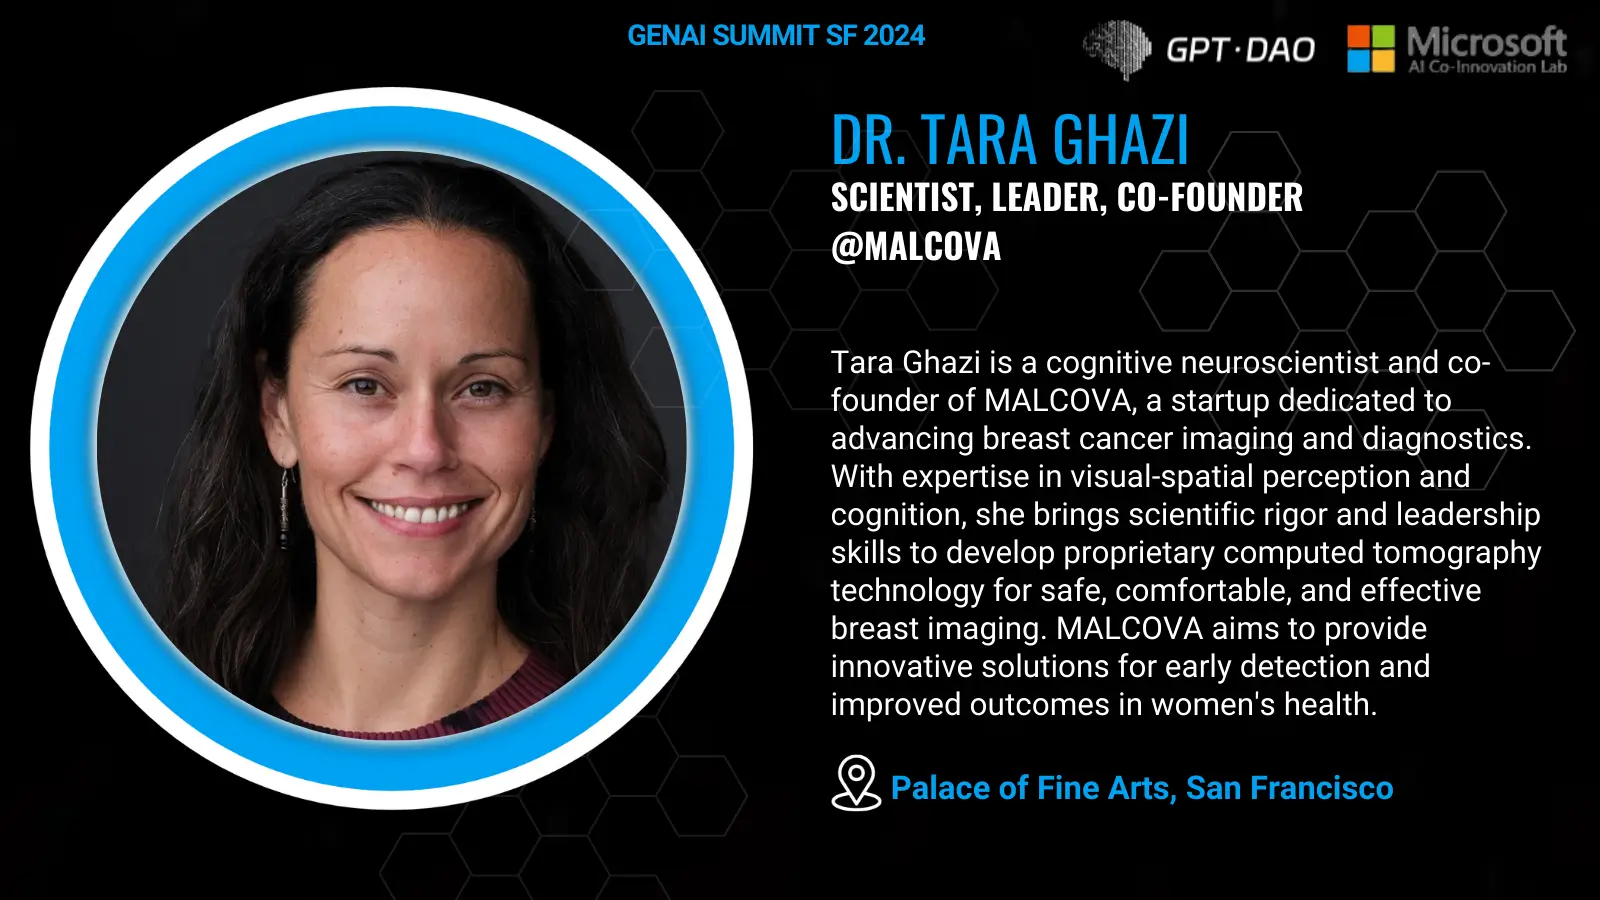 GENAI SUMMIT SF 2024
GPT·DAO
Microsoft
AI Co-Innovation Lab
DR. TARA GHAZI
SCIENTIST, LEADER, CO-FOUNDER
@MALCOVA
Tara Ghazi is a cognitive neuroscientist and co-
founder of MALCOVA, a startup dedicated to
advancing breast cancer imaging and diagnostics.
With expertise in visual-spatial perception and
cognition, she brings scientific rigor and leadership
skills to develop proprietary computed tomography
technology for safe, comfortable, and effective
breast imaging. MALCOVA aims to provide
innovative solutions for early detection and
improved outcomes in women's health.
Palace of Fine Arts, San Francisco